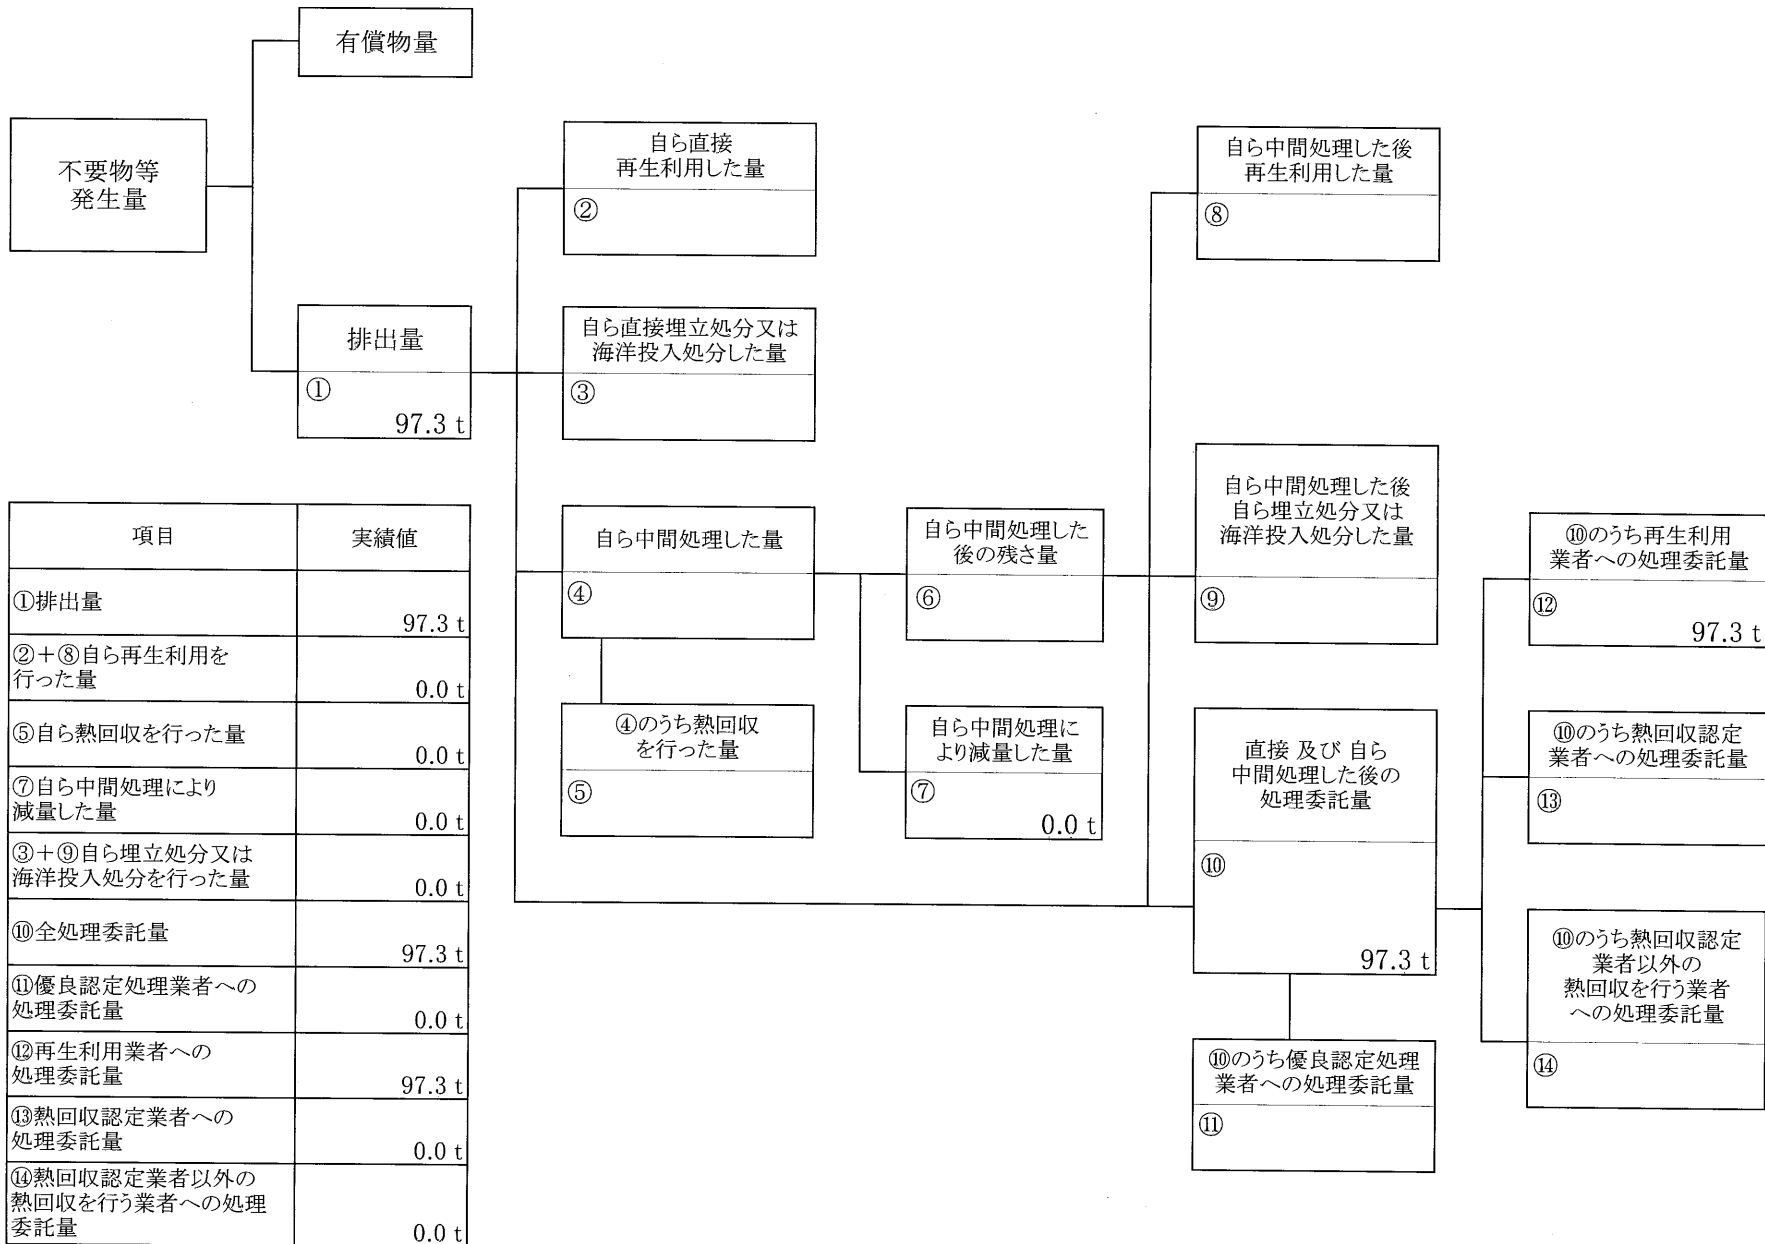 有償物量
不要物等
発生量
排出量
①
97.3 t
自ら直接
再生利用した量
②
自ら直接埋立処分又は
海洋投入処分した量
③
自ら中間処理した量
④
④のうち熱回収
を行った量
⑤
自ら中間処理した
後の残さ量
⑥
自ら中間処理に
より減量した量
⑦
0.0 t
自ら中間処理した後
再生利用した量
⑧
自ら中間処理した後
自ら埋立処分又は
海洋投入処分した量
⑨
直接 及び 自ら
中間処理した後の
処理委託量
⑩
97.3 t
⑩のうち優良認定処理
業者への処理委託量
⑪
⑩のうち再生利用
業者への処理委託量
⑫
97.3 t
⑩のうち熱回収認定
業者への処理委託量
⑬
⑩のうち熱回収認定
業者以外の
熱回収を行う業者
への処理委託量
⑭
項目 実績値
①排出量
97.3 t
②+⑧自ら再生利用を
行った量
0.0 t
⑤自ら熱回収を行った量
0.0 t
⑦自ら中間処理により
減量した量
0.0 t
③+⑨自ら埋立処分又は
海洋投入処分を行った量
0.0 t
⑩全処理委託量
97.3 t
⑪優良認定処理業者への
処理委託量
0.0 t
⑫再生利用業者への
処理委託量
97.3 t
⑬熱回収認定業者への
処理委託量
0.0 t
⑭熱回収認定業者以外の
熱回収を行う業者への処理
委託量
0.0 t